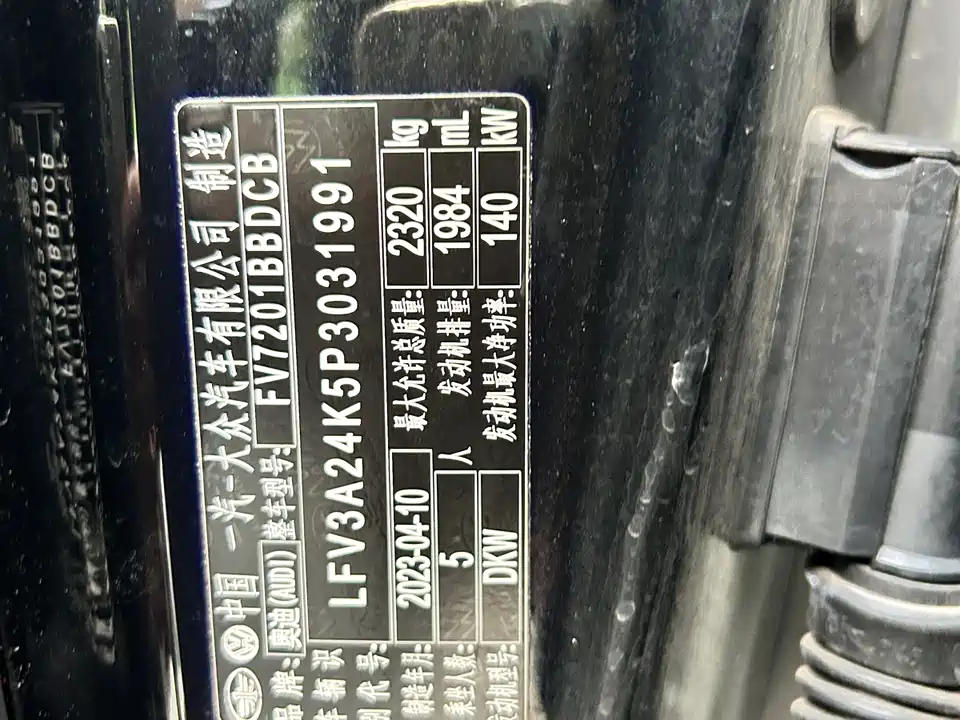 中国 一汽-大众汽车有限公司 制造
品牌: 奥迪(AUDI) 整车型号: FV7201BBDCB
车辆识别代号: LFV3A24K5P3031991
制造年月: 2023-04-10 最大允许总质量: 2320 kg
乘坐人数: 5 人 发动机排量: 1984 mL
发动机型号: DKW 发动机最大净功率: 140 kW